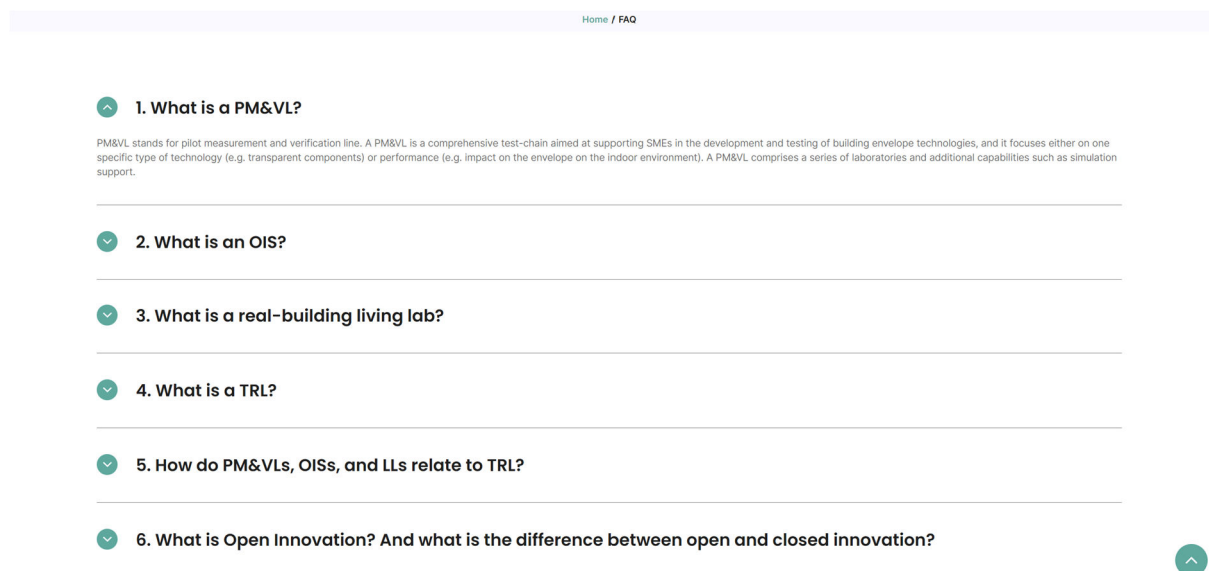 Home / FAQ
1. What is a PM&VL?
PM&VL stands for pilot measurement and verification line. A PM&VL is a comprehensive test-chain aimed at supporting SMEs in the development and testing of building envelope technologies, and it focuses either on one
specific type of technology (e.g. transparent components) or performance (e.g. impact on the envelope on the indoor environment). A PM&VL comprises a series of laboratories and additional capabilities such as simulation
support.
2. What is an OIS?
3. What is a real-building living lab?
4. What is a TRL?
5. How do PM&VLs, OISs, and LLs relate to TRL?
6. What is Open Innovation? And what is the difference between open and closed innovation?